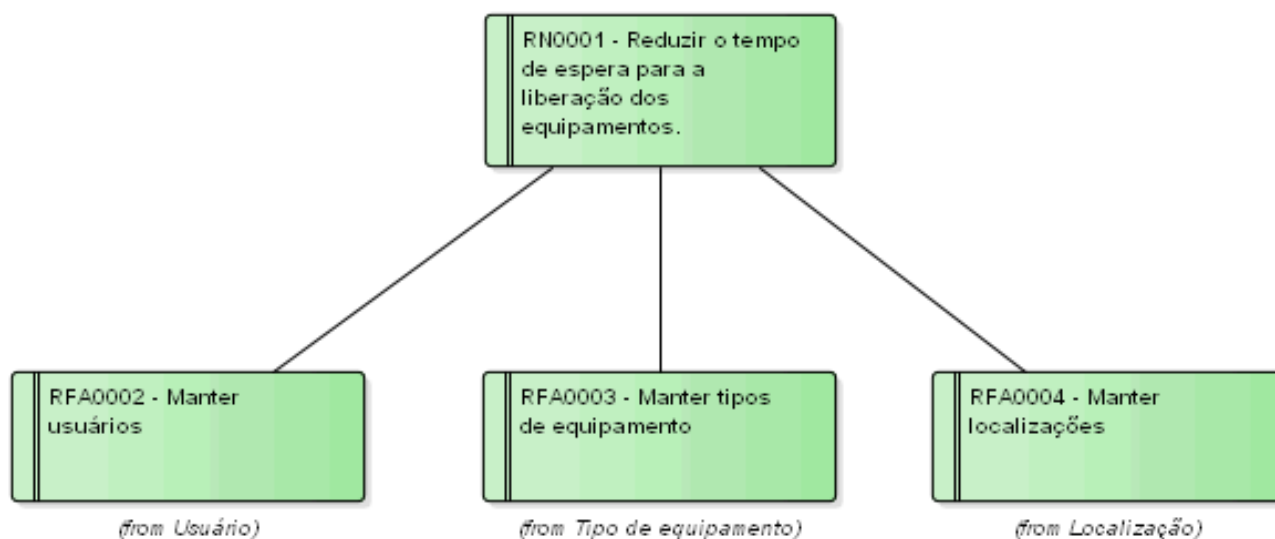 RN0001 - Reduzir o tempo
de espera para a
liberação dos
equipamentos.
RFA0002 - Manter
usuários
RFA0003 - Manter tipos
de equipamento
RFA0004 - Manter
localizações
(from Usuário)
(from Tipo de equipamento)
(from Localização)